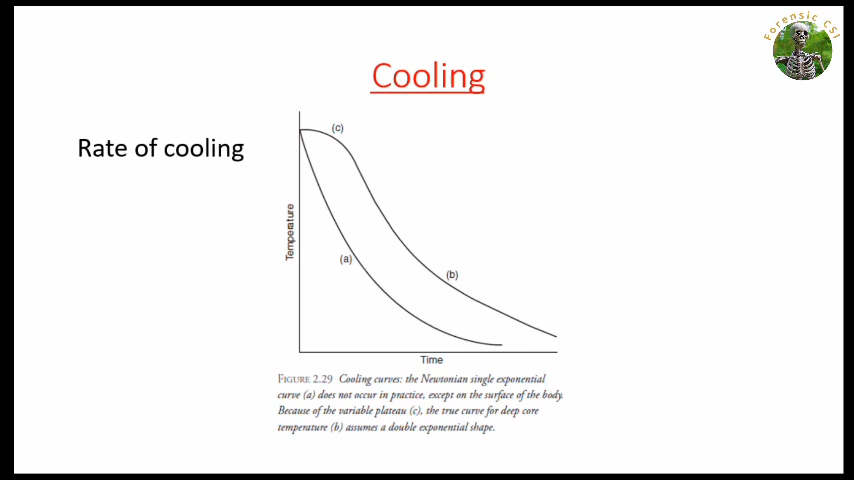 Forensic CSI
Cooling
Rate of cooling
(c)
Temperature
(a)
(b)
Time
FIGURE 2.29 Cooling curves: the Newtonian single exponential
curve (a) does not occur in practice, except on the surface of the body.
Because of the variable plateau (c), the true curve for deep core
temperature (b) assumes a double exponential shape.